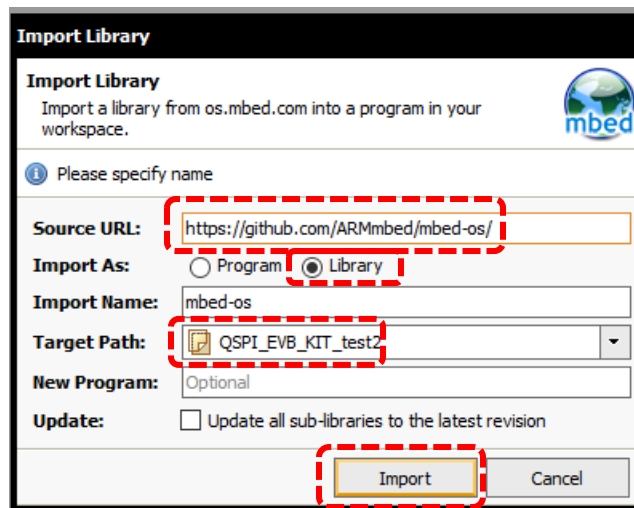 Import Library
Import Library
Import a library from os.mbed.com into a program in your
workspace.
mbed
Please specify name
Source URL: https://github.com/ARMmbed/mbed-os/
Import As: Program Library
Import Name: mbed-os
Target Path: QSPI_EVB_KIT_test2
New Program: Optional
Update: Update all sub-libraries to the latest revision
Import Cancel